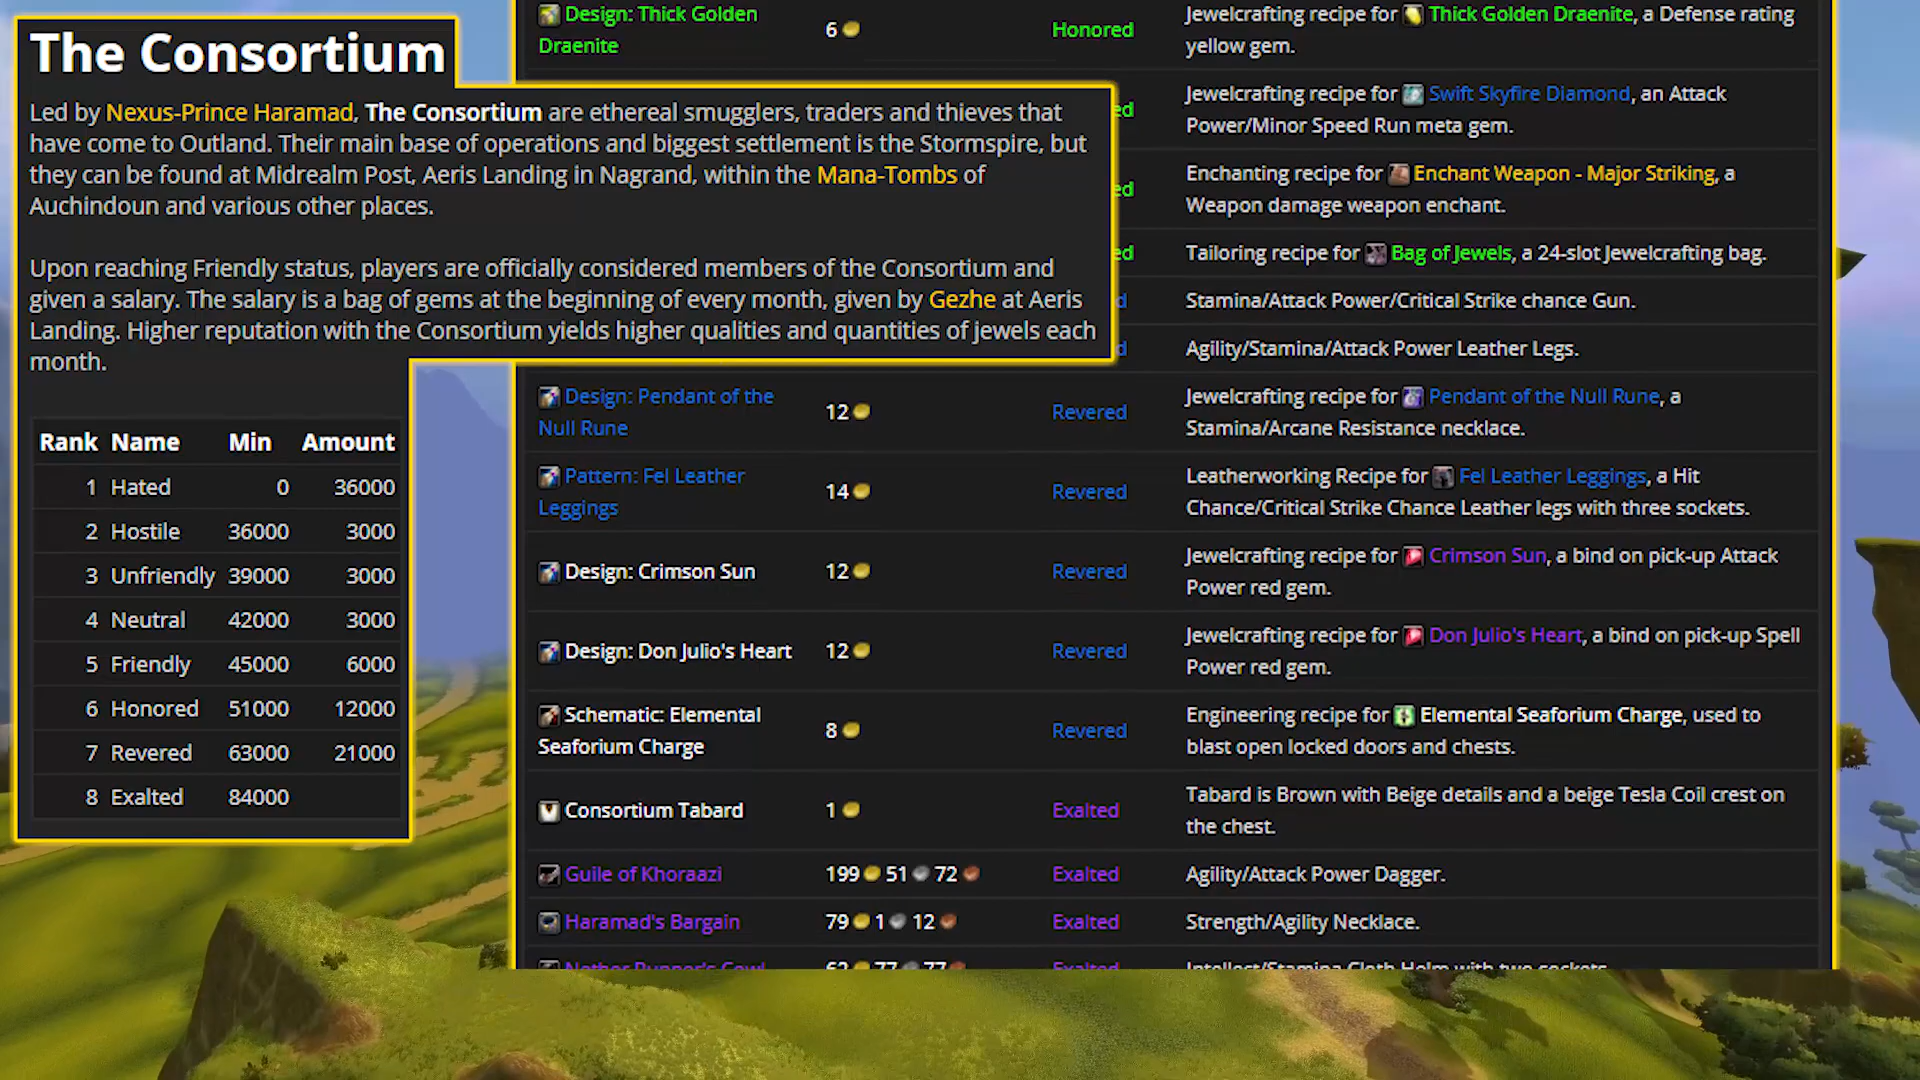 The Consortium
Led by Nexus-Prince Haramad, The Consortium are ethereal smugglers, traders and thieves that
have come to Outland. Their main base of operations and biggest settlement is the Stormspire, but
they can be found at Midrealm Post, Aeris Landing in Nagrand, within the Mana-Tombs of
Auchindoun and various other places.
Upon reaching Friendly status, players are officially considered members of the Consortium and
given a salary. The salary is a bag of gems at the beginning of every month, given by Gezhe at Aeris
Landing. Higher reputation with the Consortium yields higher qualities and quantities of jewels each
month.
Rank Name Min Amount
1 Hated 0 36000
2 Hostile 36000 3000
3 Unfriendly 39000 3000
4 Neutral 42000 3000
5 Friendly 45000 6000
6 Honored 51000 12000
7 Revered 63000 21000
8 Exalted 84000
Design: Thick Golden
Draenite
6
Honored
Jewelcrafting recipe for Thick Golden Draenite, a Defense rating
yellow gem.
ed
Jewelcrafting recipe for Swift Skyfire Diamond, an Attack
Power/Minor Speed Run meta gem.
ed
Enchanting recipe for Enchant Weapon - Major Striking, a
Weapon damage weapon enchant.
ed
Tailoring recipe for Bag of Jewels, a 24-slot Jewelcrafting bag.
d
Stamina/Attack Power/Critical Strike chance Gun.
d
Agility/Stamina/Attack Power Leather Legs.
Design: Pendant of the
Null Rune
12
Revered
Jewelcrafting recipe for Pendant of the Null Rune, a
Stamina/Arcane Resistance necklace.
Pattern: Fel Leather
Leggings
14
Revered
Leatherworking Recipe for Fel Leather Leggings, a Hit
Chance/Critical Strike Chance Leather legs with three sockets.
Design: Crimson Sun
12
Revered
Jewelcrafting recipe for Crimson Sun, a bind on pick-up Attack
Power red gem.
Design: Don Julio's Heart
12
Revered
Jewelcrafting recipe for Don Julio's Heart, a bind on pick-up Spell
Power red gem.
Schematic: Elemental
Seaforium Charge
8
Revered
Engineering recipe for Elemental Seaforium Charge, used to
blast open locked doors and chests.
Consortium Tabard
1
Exalted
Tabard is Brown with Beige details and a beige Tesla Coil crest on
the chest.
Guile of Khoraazi 199 51 72 Exalted Agility/Attack Power Dagger.
Haramad's Bargain 79 1 12 Exalted Strength/Agility Necklace.
Nether Runner's Cowl 62 77 77 Exalted Intellect/Stamina Cloth Helm with two sockets.